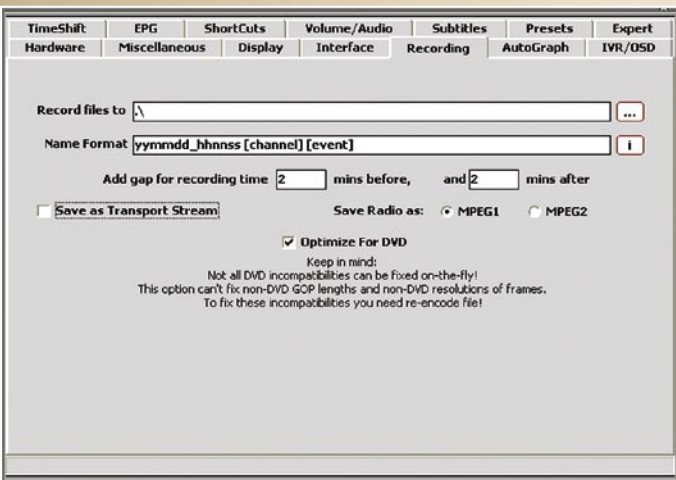 TimeShift EPG ShortCuts Volume/Audio Subtitles Presets Expert
Hardware Miscellaneous Display Interface Recording AutoGraph IVR/OSD
Record files to .\ ...
Name Format yymmdd_hhnnss [channel] [event] i
Add gap for recording time 2 mins before, and 2 mins after
Save as Transport Stream Save Radio as: MPEG1 MPEG2
Optimize For DVD
Keep in mind:
Not all DVD incompatibilities can be fixed on-the-fly!
This option can't fix non-DVD GOP lengths and non-DVD resolutions of frames.
To fix these incompatibilities you need re-encode file!